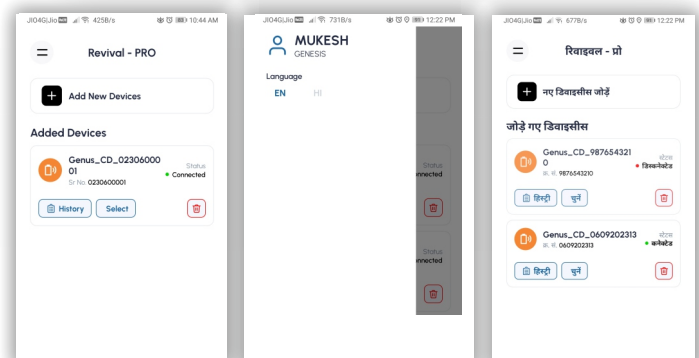 JIO4G|Jio 425B/s 10:44 AM
Revival - PRO
Add New Devices
Added Devices
Genus_CD_02306000
01
Sr No. 0230600001
Status
Connected
History Select
JIO4G|Jio 731B/s 12:22 PM
MUKESH
GENESIS
Language
EN HI
Status
nnected
Status
nnected
JIO4G|Jio 677B/s 12:22 PM
रिवाइवल - प्रो
नए डिवाइसीस जोड़ें
जोड़े गए डिवाइसीस
Genus_CD_987654321
0
क्र. सं. 9876543210
स्टेटस
डिस्कनेक्टेड
हिस्ट्री चुनें
Genus_CD_0609202313
क्र. सं. 0609202313
स्टेटस
कनेक्टेड
हिस्ट्री चुनें